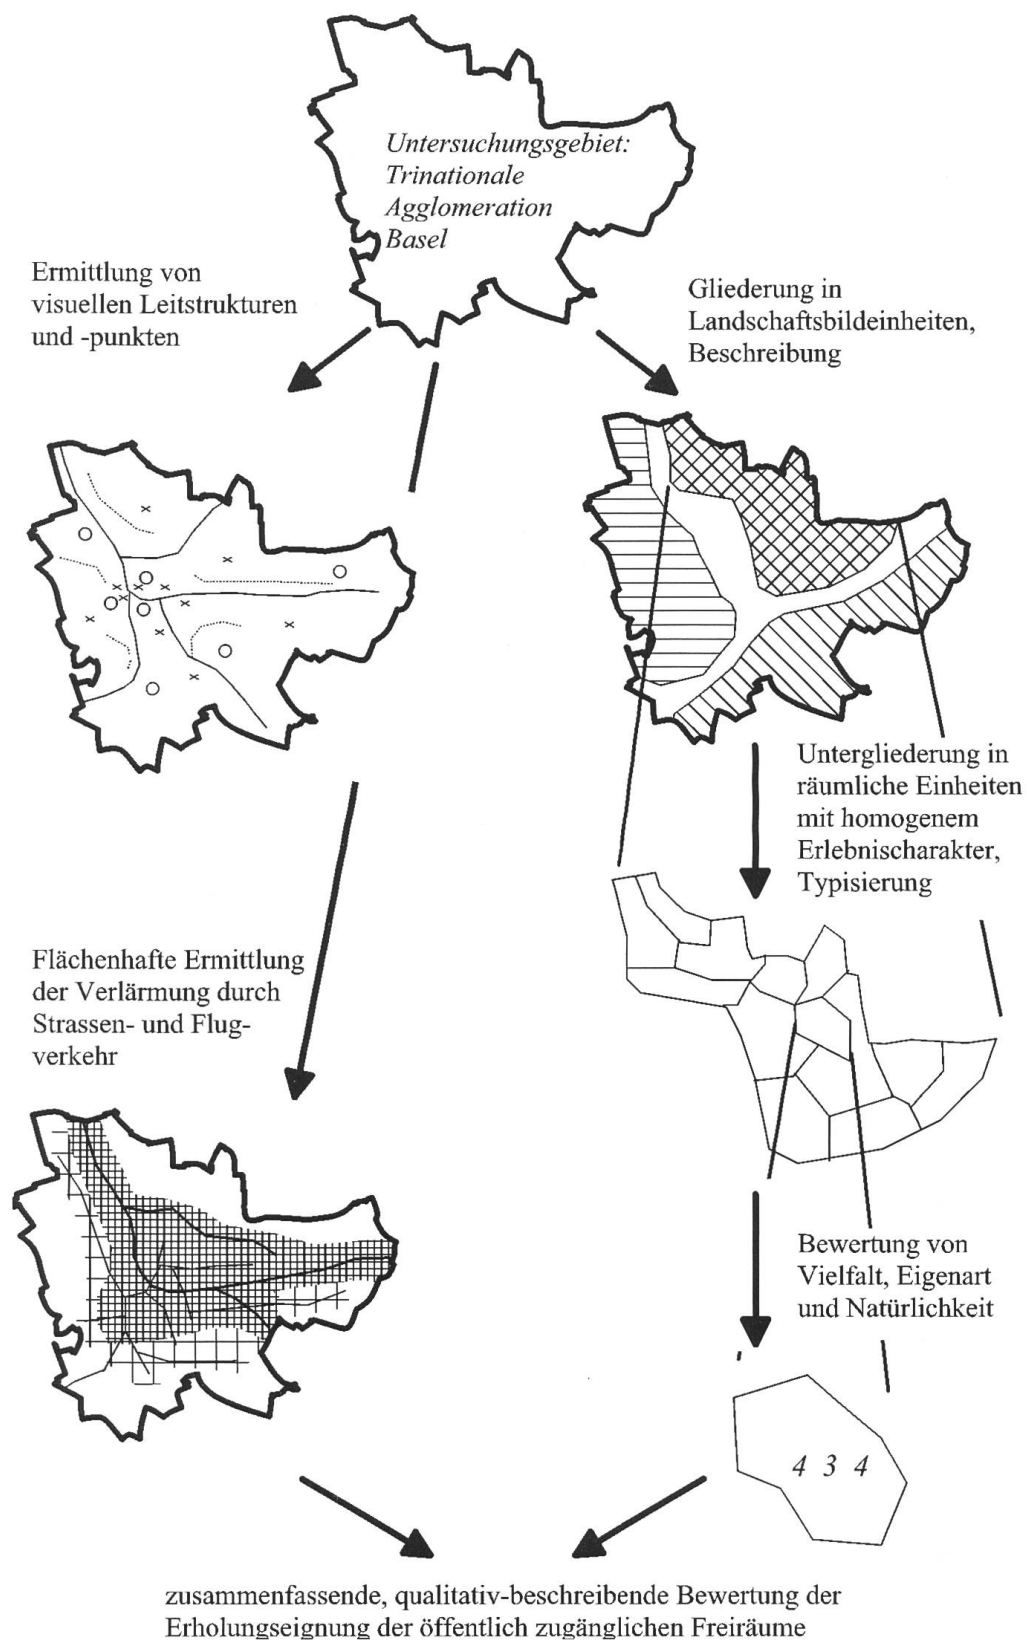 Untersuchungsgebiet:
Trinationale
Agglomeration
Basel
Ermittlung von
visuellen Leitstrukturen
und -punkten
Gliederung in
Landschaftsbildeinheiten,
Beschreibung
Untergliederung in
räumliche Einheiten
mit homogenem
Erlebnischarakter,
Typisierung
Flächenhafte Ermittlung
der Verlärmung durch
Strassen- und Flug-
verkehr
Bewertung von
Vielfalt, Eigenart
und Natürlichkeit
4 3 4
zusammenfassende, qualitativ-beschreibende Bewertung der
Erholungseignung der öffentlich zugänglichen Freiräume